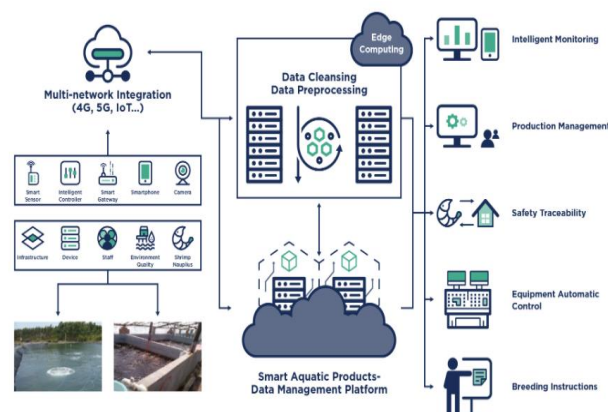 Multi-network Integration
(4G, 5G, IoT...)
Smart
Sensor
Intelligent
Controller
Smart
Gateway
Smartphone
Camera
Infrastructure
Device
Staff
Environment
Quality
Shrimp
Nauplius
Edge
Computing
Data Cleansing
Data Preprocessing
Smart Aquatic Products-
Data Management Platform
Intelligent Monitoring
Production Management
Safety Traceability
Equipment Automatic
Control
Breeding Instructions